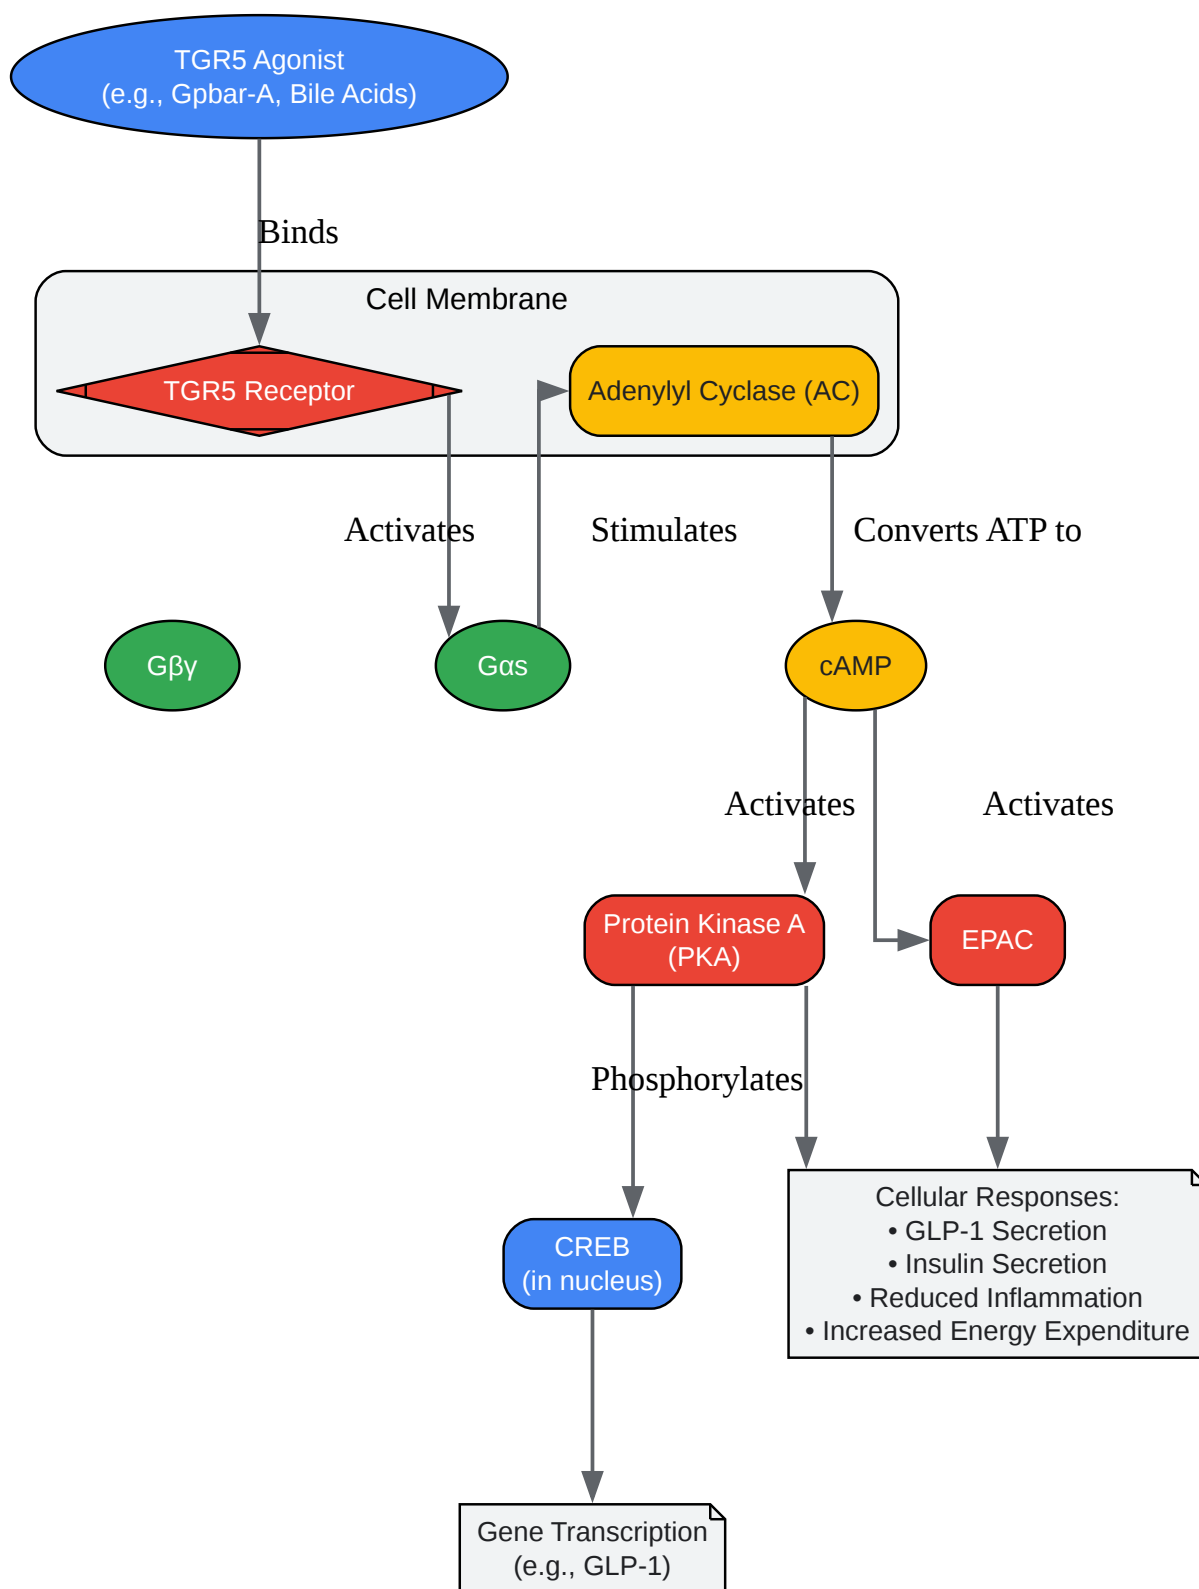 TGR5 Agonist
(e.g., Gpbar-A, Bile Acids)
Binds
Cell Membrane
TGR5 Receptor
Adenylyl Cyclase (AC)
Activates
Stimulates
Converts ATP to
Gβγ
Gαs
cAMP
Activates
Activates
Protein Kinase A
(PKA)
EPAC
Phosphorylates
Cellular Responses:
• GLP-1 Secretion
• Insulin Secretion
• Reduced Inflammation
• Increased Energy Expenditure
CREB
(in nucleus)
Gene Transcription
(e.g., GLP-1)